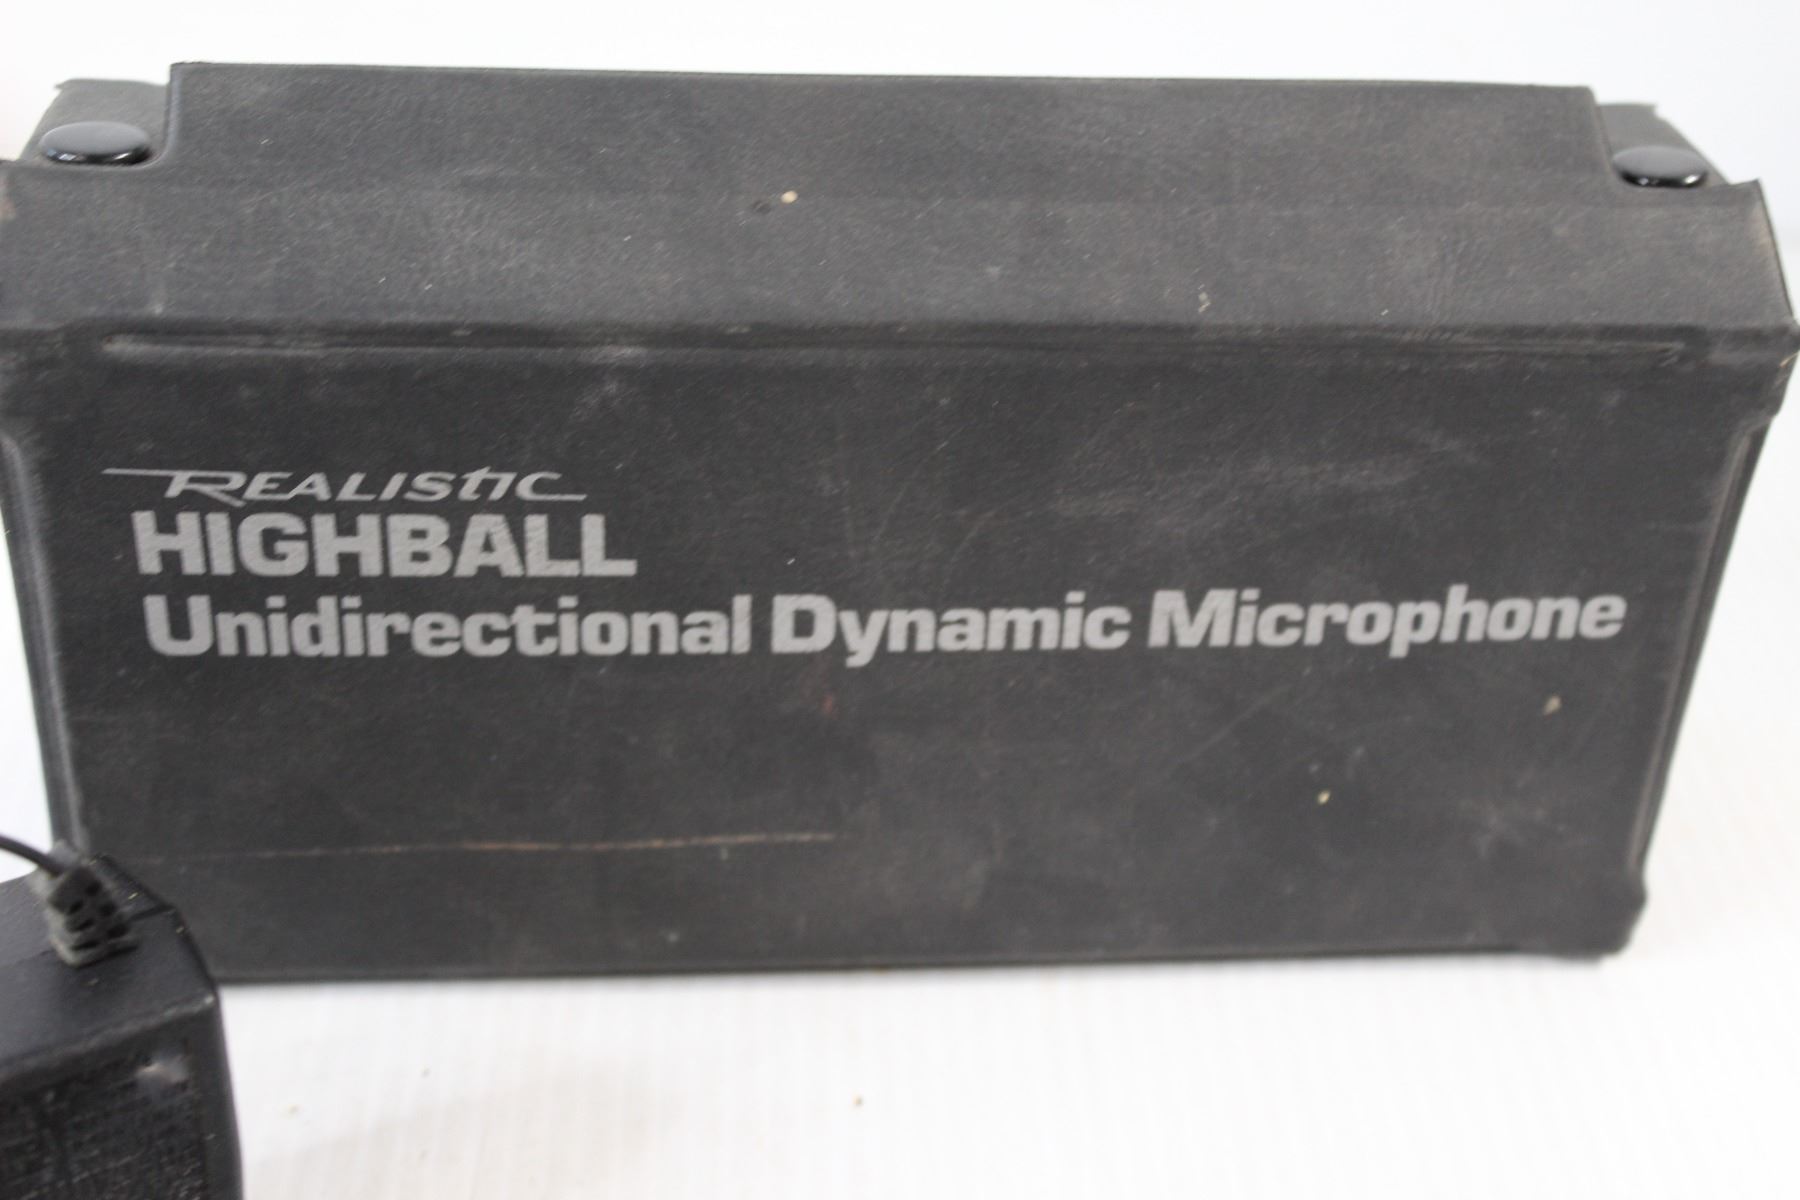 REALISTIC
HIGHBALL
Unidirectional Dynamic Microphone